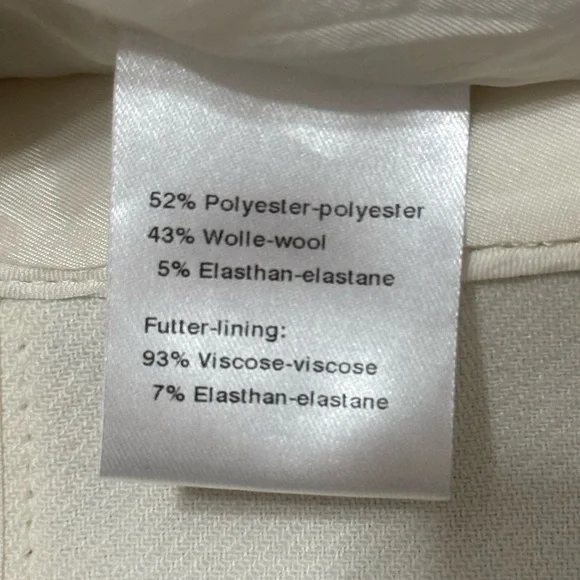 52% Polyester-polyester
43% Wolle-wool
5% Elasthan-elastane
Futter-lining:
93% Viscose-viscose
7% Elasthan-elastane